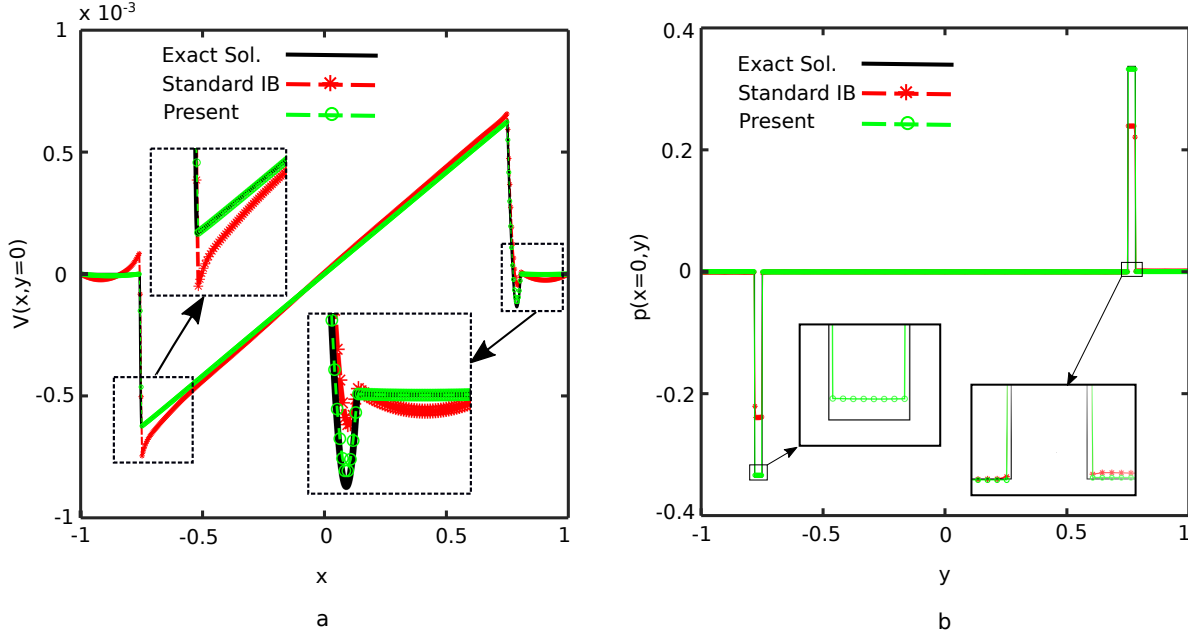 x 10-3
1
0.5
0
-0.5
-1
-1
-0.5
0
0.5
1
V(x,y=0)
x
Exact Sol.
Standard IB
Present
a
0.4
0.2
0
-0.2
-0.4
-1
-0.5
0
0.5
1
p(x=0,y)
y
Exact Sol.
Standard IB
Present
b